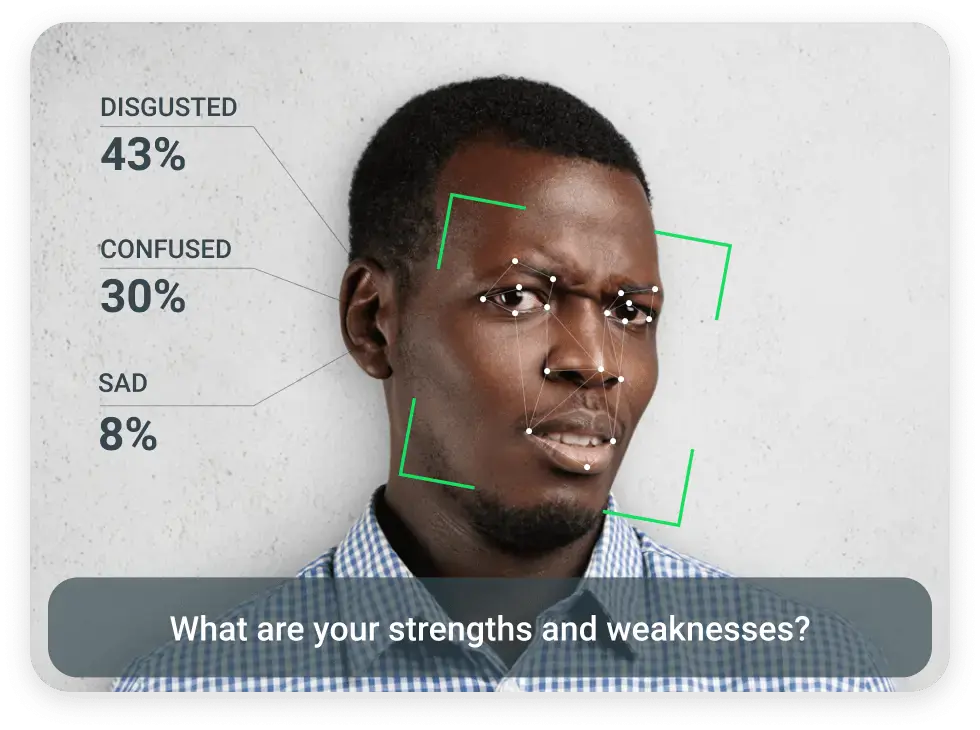 DISGUSTED
43%
CONFUSED
30%
SAD
8%
What are your strengths and weaknesses?